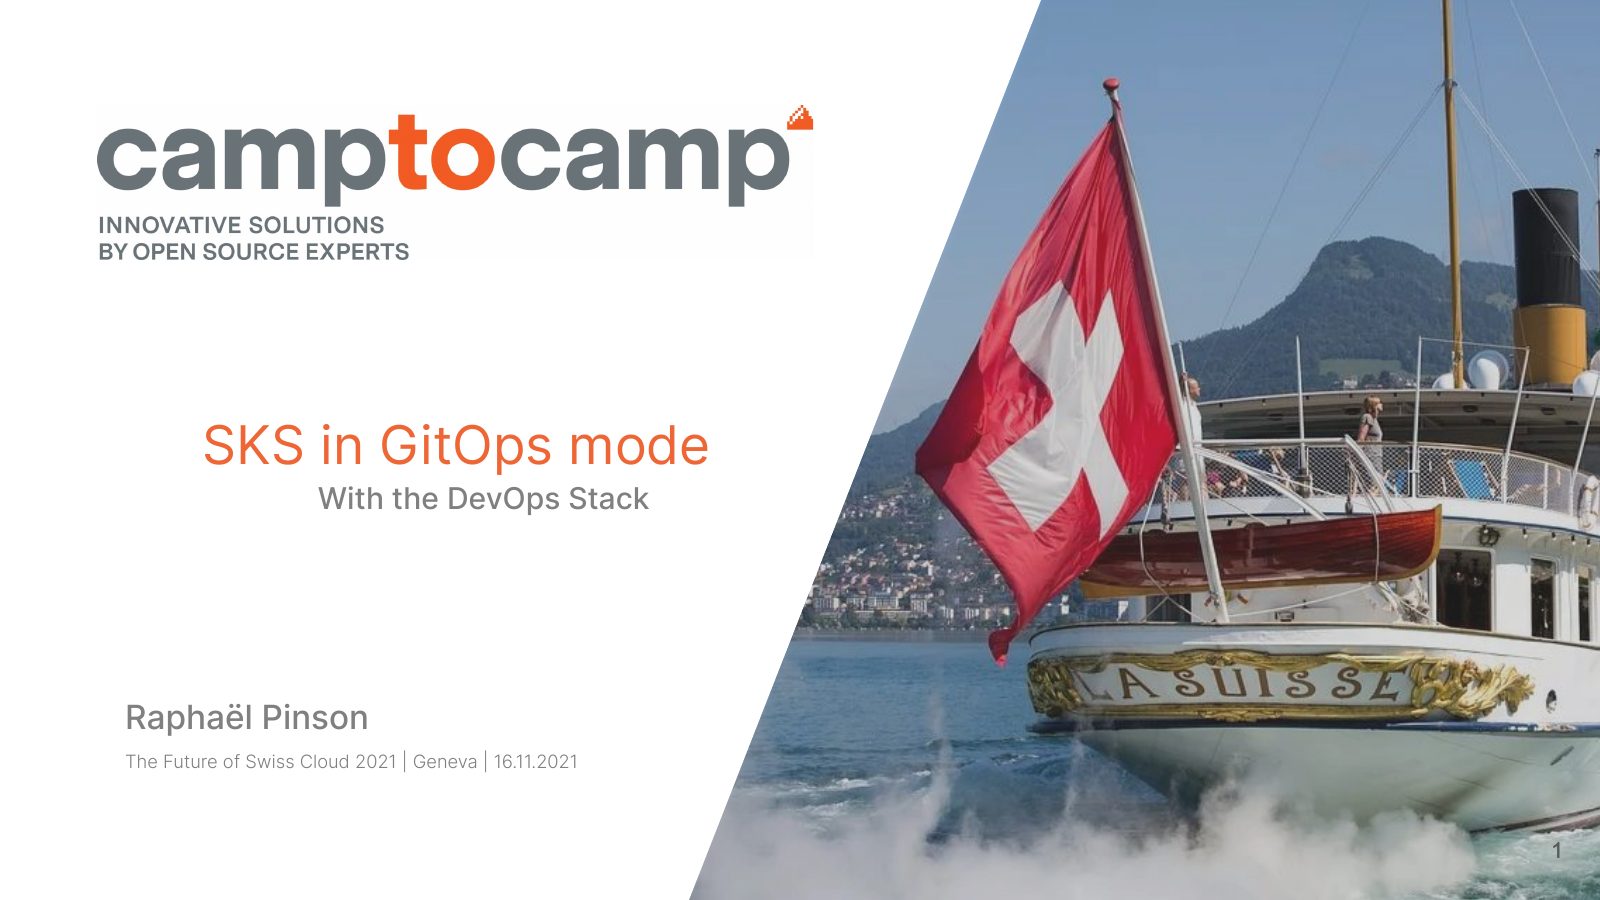 camptocamp
INNOVATIVE SOLUTIONS
BY OPEN SOURCE EXPERTS
SKS in GitOps mode
With the DevOps Stack
Raphaël Pinson
The Future of Swiss Cloud 2021 | Geneva | 16.11.2021
LA SUISSE
1